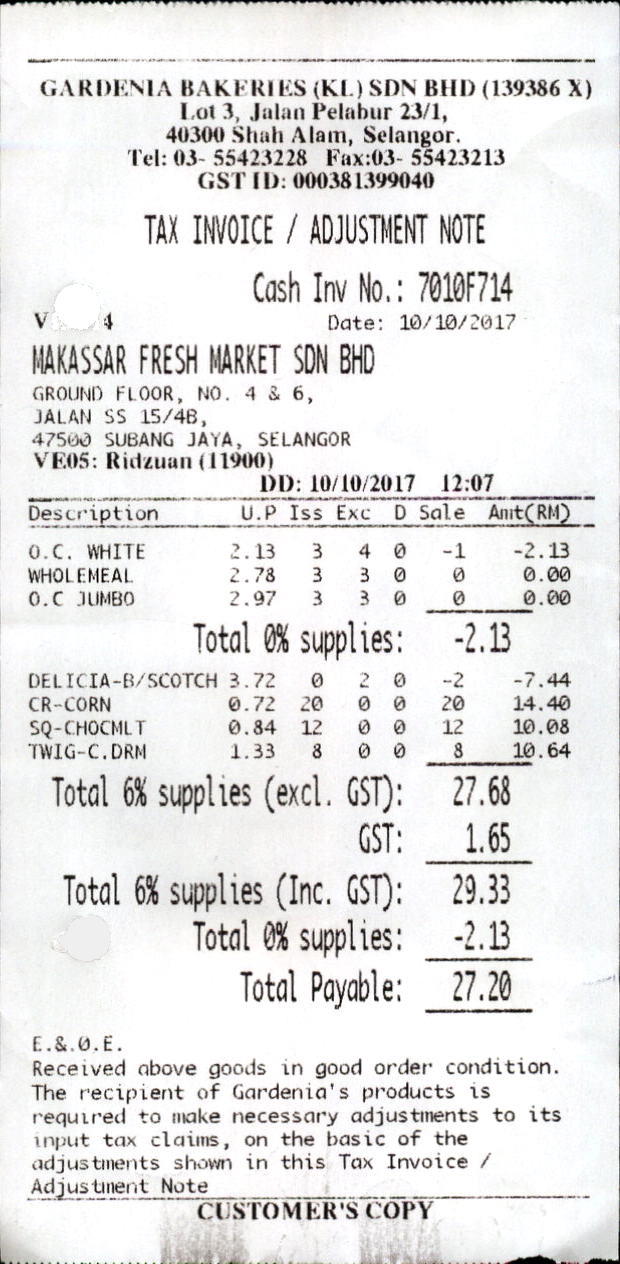 GARDENIA BAKERIES (KL) SDN BHD (139386 X)
Lot 3, Jalan Pelabur 23/1,
40300 Shah Alam, Selangor.
Tel: 03- 55423228 Fax:03- 55423213
GST ID: 000381399040
TAX INVOICE / ADJUSTMENT NOTE
Cash Inv No.: 7010F714
Date: 10/10/2017
MAKASSAR FRESH MARKET SDN BHD
GROUND FLOOR, NO. 4 & 6,
JALAN SS 15/4B,
47500 SUBANG JAYA, SELANGOR
VE05: Ridzuan (11900)
DD: 10/10/2017 12:07
Description U.P Iss Exc D Sale Amt(RM)
O.C. WHITE 2.13 3 4 0 -1 -2.13
WHOLEMEAL 2.78 3 3 0 0 0.00
O.C JUMBO 2.97 3 3 0 0 0.00
Total 0% supplies: -2.13
DELICIA-B/SCOTCH 3.72 0 2 0 -2 -7.44
CR-CORN 0.72 20 0 0 20 14.40
SQ-CHOCMLT 0.84 12 0 0 12 10.08
TWIG-C.DRM 1.33 8 0 0 8 10.64
Total 6% supplies (excl. GST): 27.68
GST: 1.65
Total 6% supplies (Inc. GST): 29.33
Total 0% supplies: -2.13
Total Payable: 27.20
E.&.O.E.
Received above goods in good order condition.
The recipient of Gardenia's products is
required to make necessary adjustments to its
input tax claims, on the basic of the
adjustments shown in this Tax Invoice /
Adjustment Note
CUSTOMER'S COPY